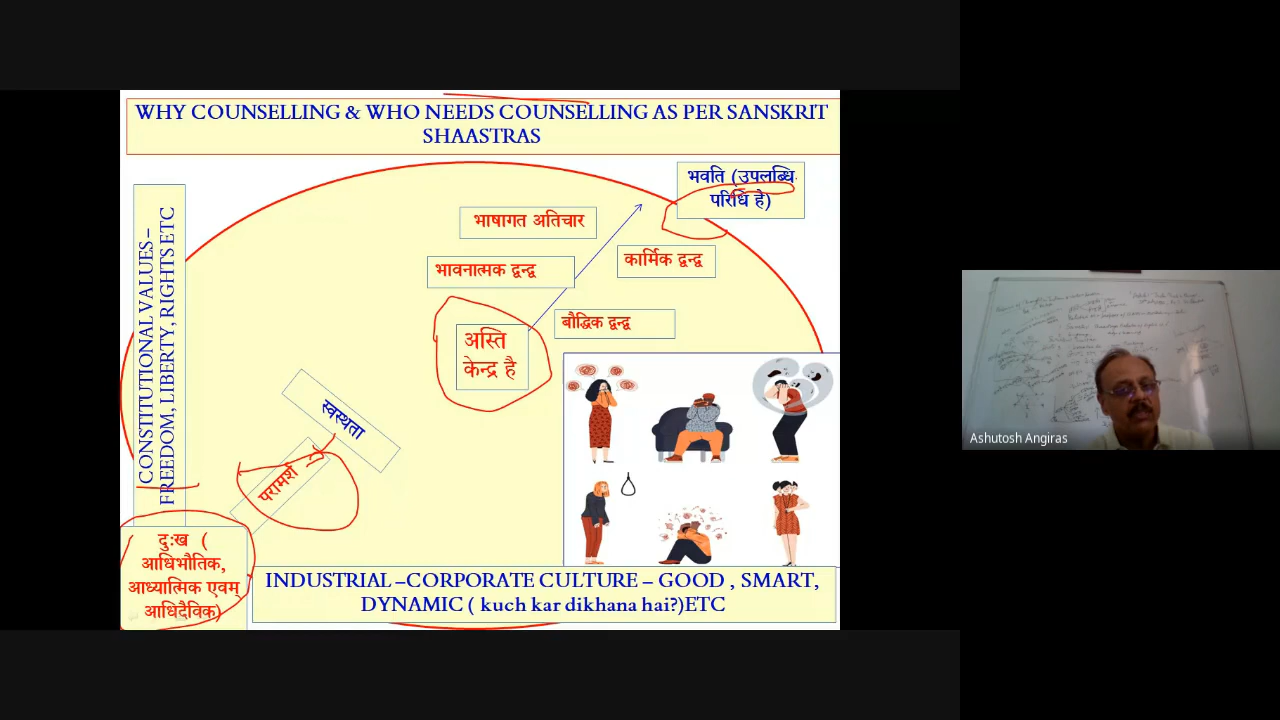 WHY COUNSELLING & WHO NEEDS COUNSELLING AS PER SANSKRIT
SHAASTRAS
भवति (उपलब्धि
परिधि है)
भाषागत अतिचार
कार्मिक द्वन्द्व
भावनात्मक द्वन्द्व
बौद्धिक द्वन्द्व
अस्ति
केन्द्र है
CONSTITUTIONAL VALUES –
FREEDOM, LIBERTY, RIGHTS ETC
स्वस्थता
परामर्श
दुःख (
आधिभौतिक,
आध्यात्मिक एवम्
आधिदैविक)
INDUSTRIAL –CORPORATE CULTURE – GOOD , SMART,
DYNAMIC ( kuch kar dikhana hai?)ETC
Ashutosh Angiras